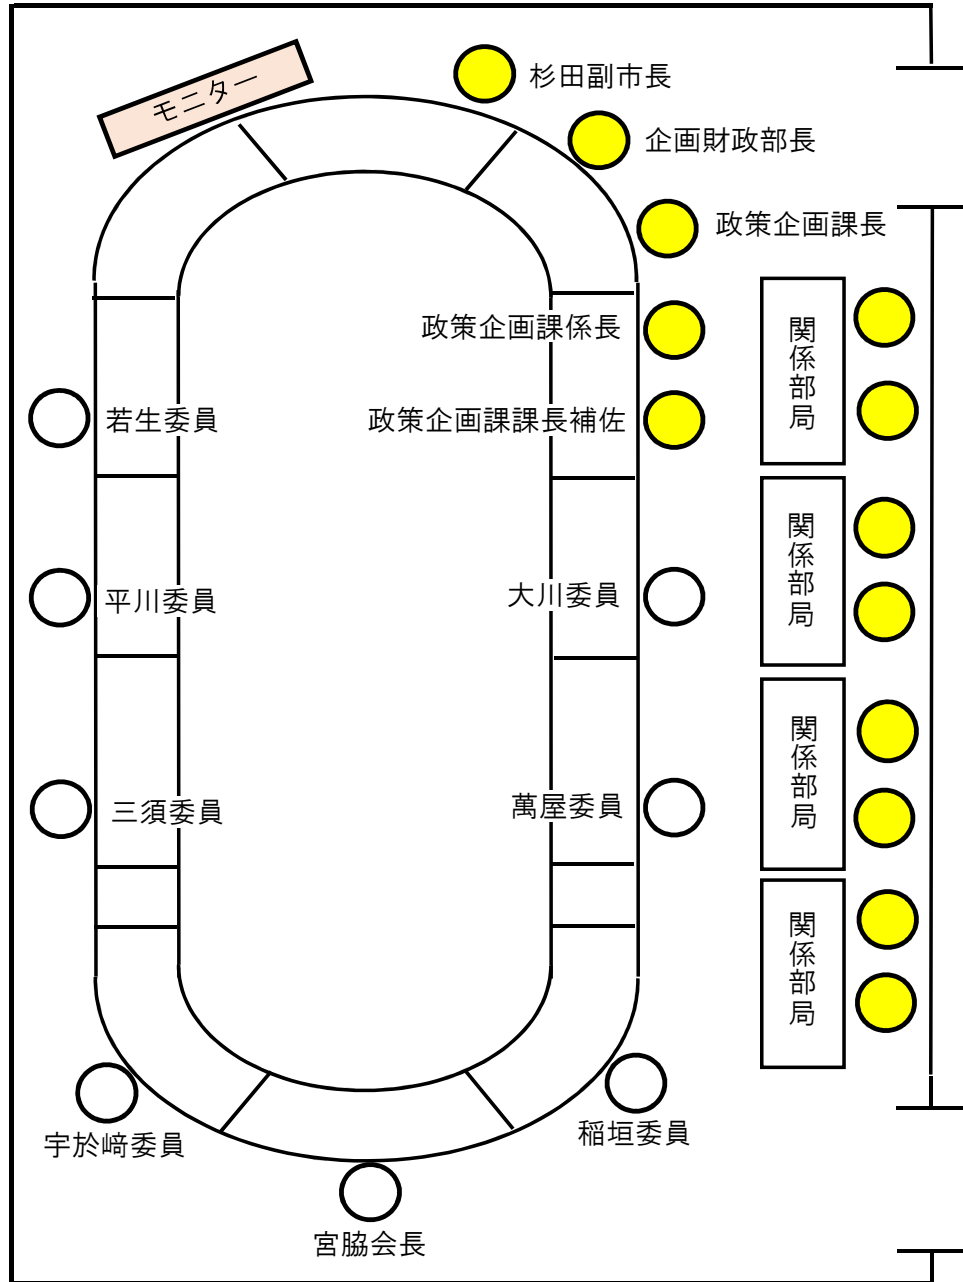 モニター
杉田副市長
企画財政部長
政策企画課長
政策企画課係長
政策企画課課長補佐
若生委員
平川委員
大川委員
三須委員
萬屋委員
宇於﨑委員
稲垣委員
宮脇会長
関係部局
関係部局
関係部局
関係部局